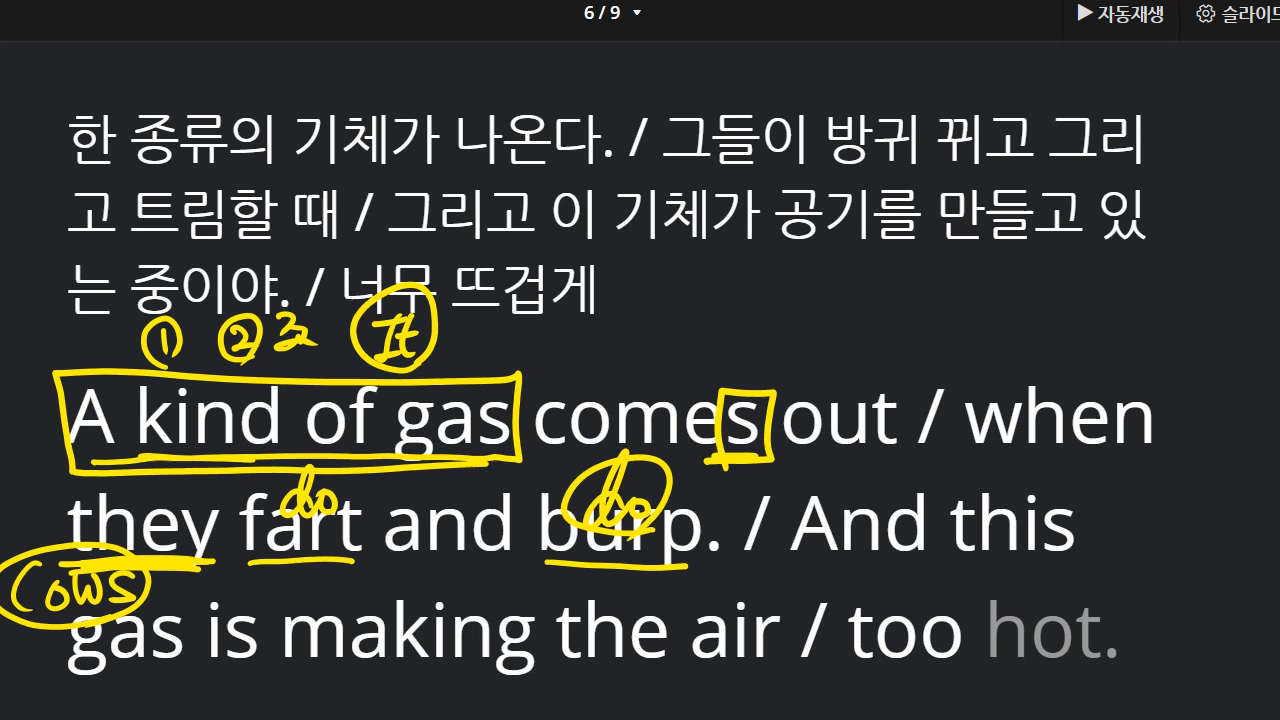 6 / 9
▶ 자동재생
슬라이드
한 종류의 기체가 나온다. / 그들이 방귀 뀌고 그리
고 트림할 때 / 그리고 이 기체가 공기를 만들고 있
는 중이야. / 너무 뜨겁게
① ② 3 It
A kind of gas comes out / when
do do
they fart and burp. / And this
Cows
gas is making the air / too hot.